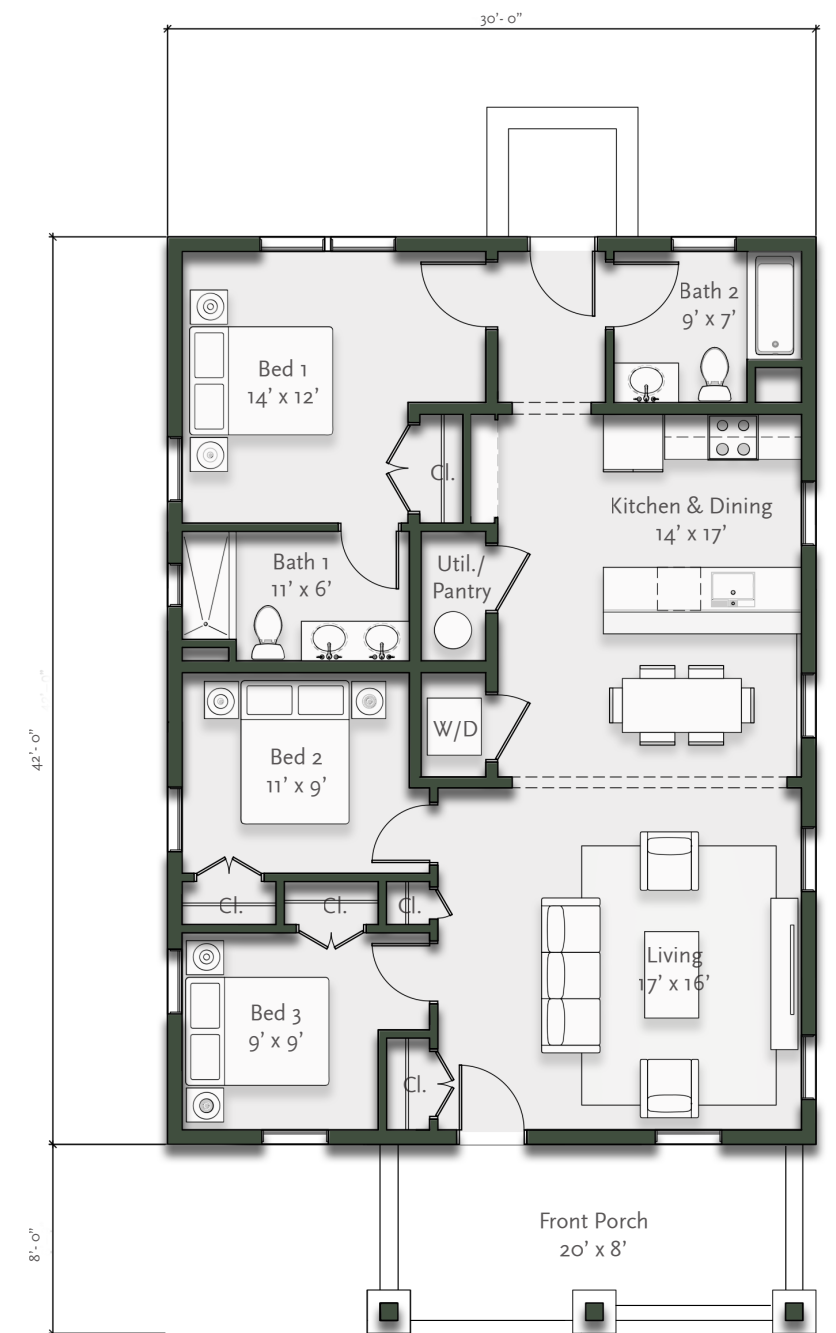 30'- 0"
Bath 2
9' x 7'
Bed 1
14' x 12'
Cl.
Kitchen & Dining
14' x 17'
Bath 1
11' x 6'
Util./
Pantry
W/D
Bed 2
11' x 9'
42'- 0"
Cl.
Cl.
Cl.
Living
17' x 16'
Bed 3
9' x 9'
Cl.
Front Porch
20' x 8'
8'- 0"